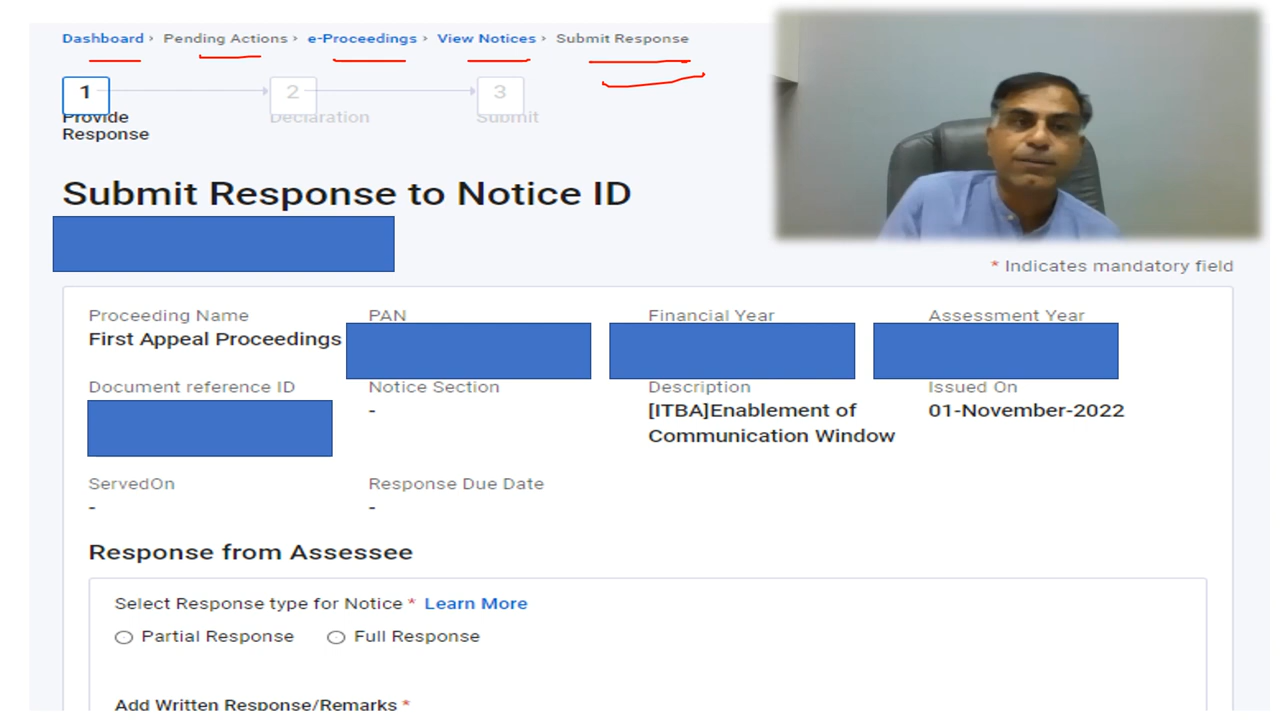 Dashboard > Pending Actions > e-Proceedings > View Notices > Submit Response
1 2 3
Provide Response Declaration Submit
Submit Response to Notice ID
* Indicates mandatory field
Proceeding Name PAN Financial Year Assessment Year
First Appeal Proceedings
Document reference ID Notice Section Description Issued On
- [ITBA]Enablement of Communication Window 01-November-2022
ServedOn Response Due Date
- -
Response from Assessee
Select Response type for Notice * Learn More
Partial Response Full Response
Add Written Response/Remarks *